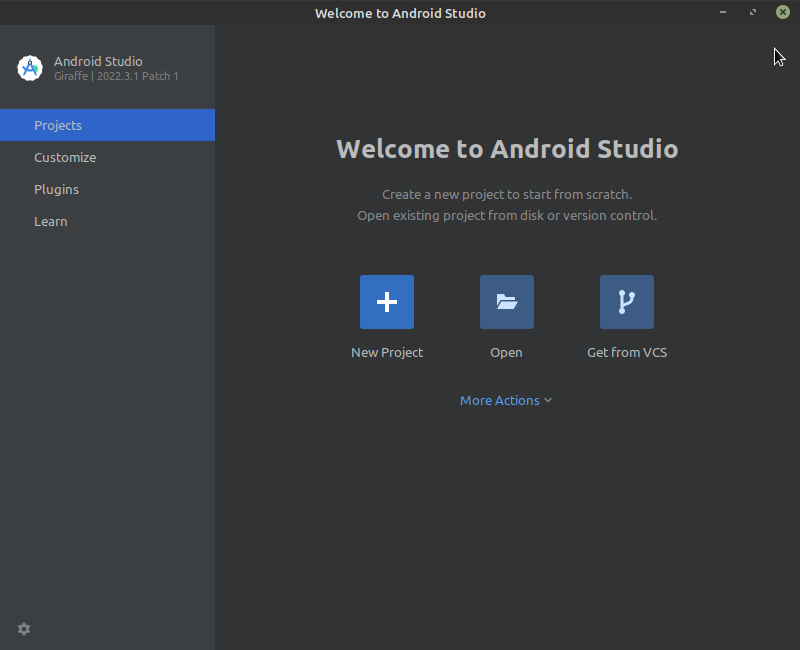 Welcome to Android Studio
Android Studio
Giraffe | 2022.3.1 Patch 1
Projects
Customize
Plugins
Learn
Welcome to Android Studio
Create a new project to start from scratch.
Open existing project from disk or version control.
New Project
Open
Get from VCS
More Actions